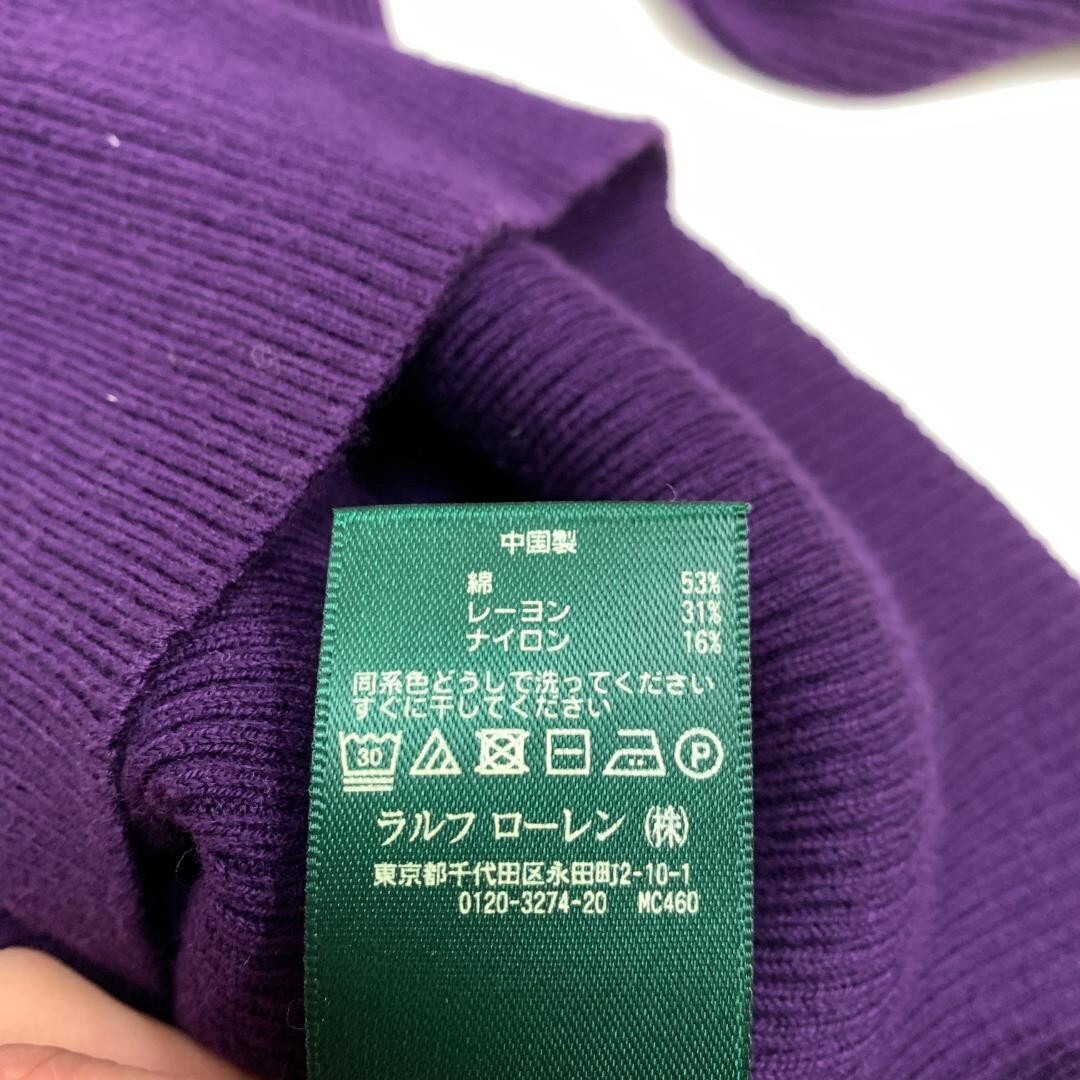 中国製
綿 53%
レーヨン 31%
ナイロン 16%
同系色どうしで洗ってください
すぐに干してください
30 P
ラルフ ローレン (株)
東京都千代田区永田町2-10-1
0120-3274-20 MC460